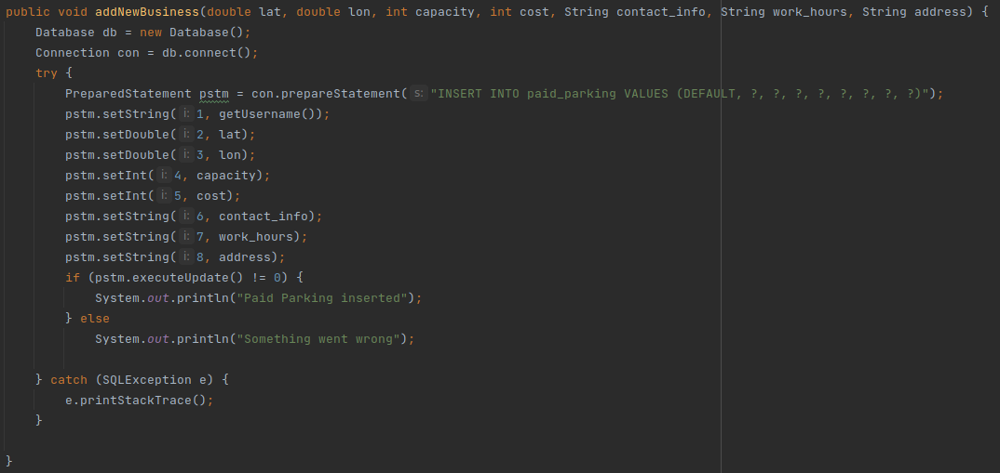 public void addNewBusiness(double lat, double lon, int capacity, int cost, String contact_info, String work_hours, String address) {
    Database db = new Database();
    Connection con = db.connect();
    try {
        PreparedStatement pstm = con.prepareStatement( s: "INSERT INTO paid_parking VALUES (DEFAULT, ?, ?, ?, ?, ?, ?, ?, ?)");
        pstm.setString( i: 1, getUsername());
        pstm.setDouble( i: 2, lat);
        pstm.setDouble( i: 3, lon);
        pstm.setInt( i: 4, capacity);
        pstm.setInt( i: 5, cost);
        pstm.setString( i: 6, contact_info);
        pstm.setString( i: 7, work_hours);
        pstm.setString( i: 8, address);
        if (pstm.executeUpdate() != 0) {
            System.out.println("Paid Parking inserted");
        } else
            System.out.println("Something went wrong");
    } catch (SQLException e) {
        e.printStackTrace();
    }
}